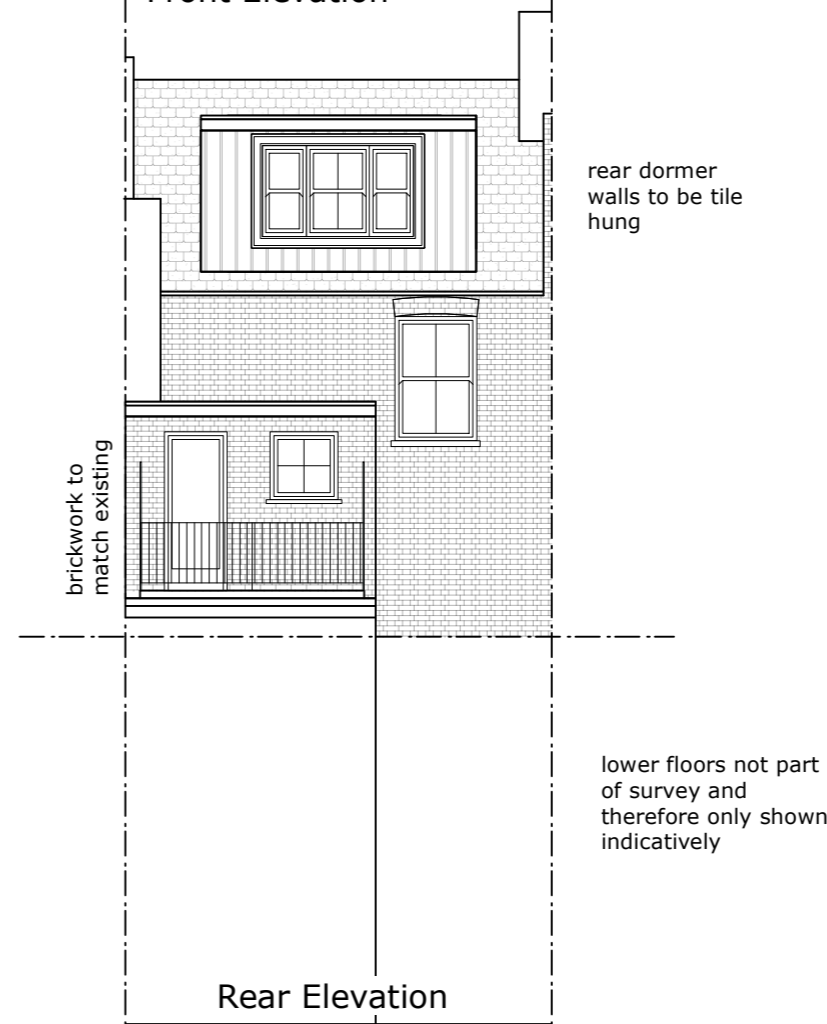 Front Elevation
rear dormer
walls to be tile
hung
brickwork to
match existing
lower floors not part
of survey and
therefore only shown
indicatively
Rear Elevation